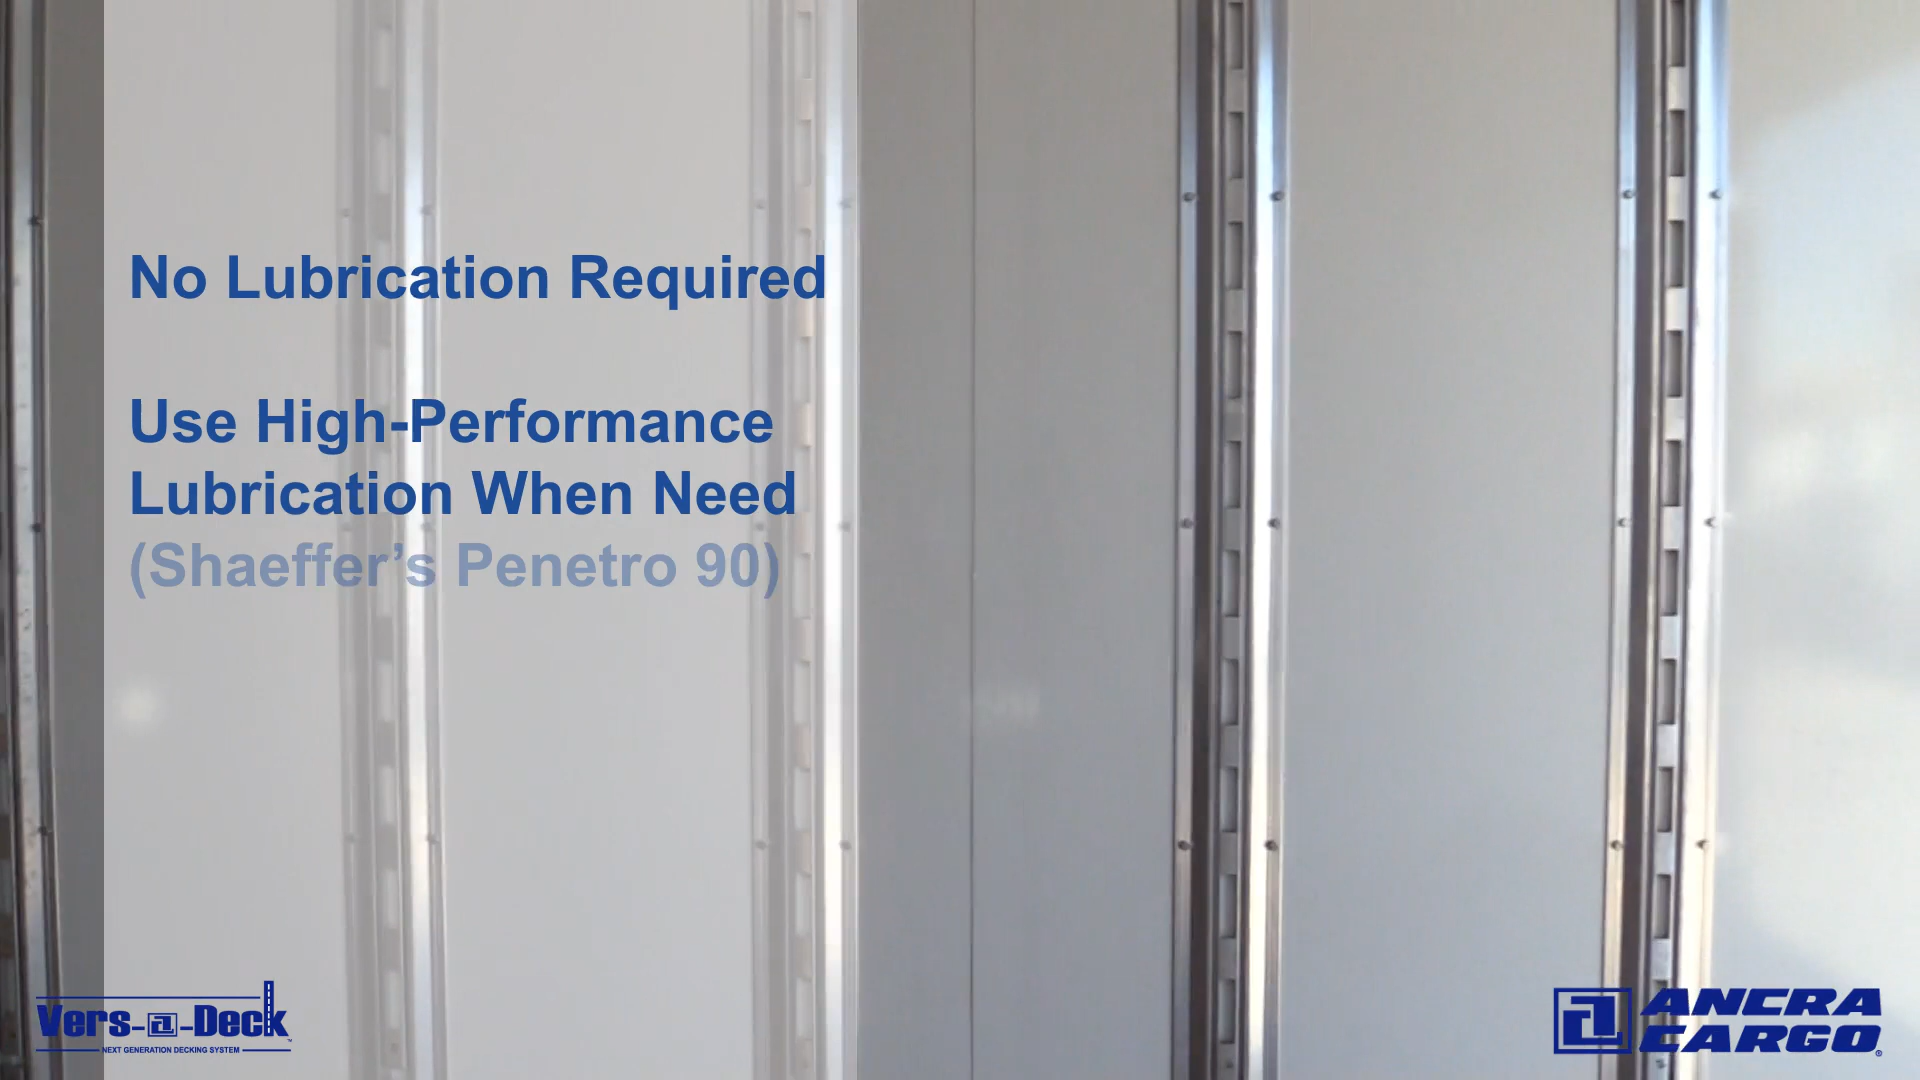 No Lubrication Required
Use High-Performance
Lubrication When Need
(Shaeffer’s Penetro 90)
Vers-a-Deck™
NEXT GENERATION DECKING SYSTEM
ANCRA
CARGO®